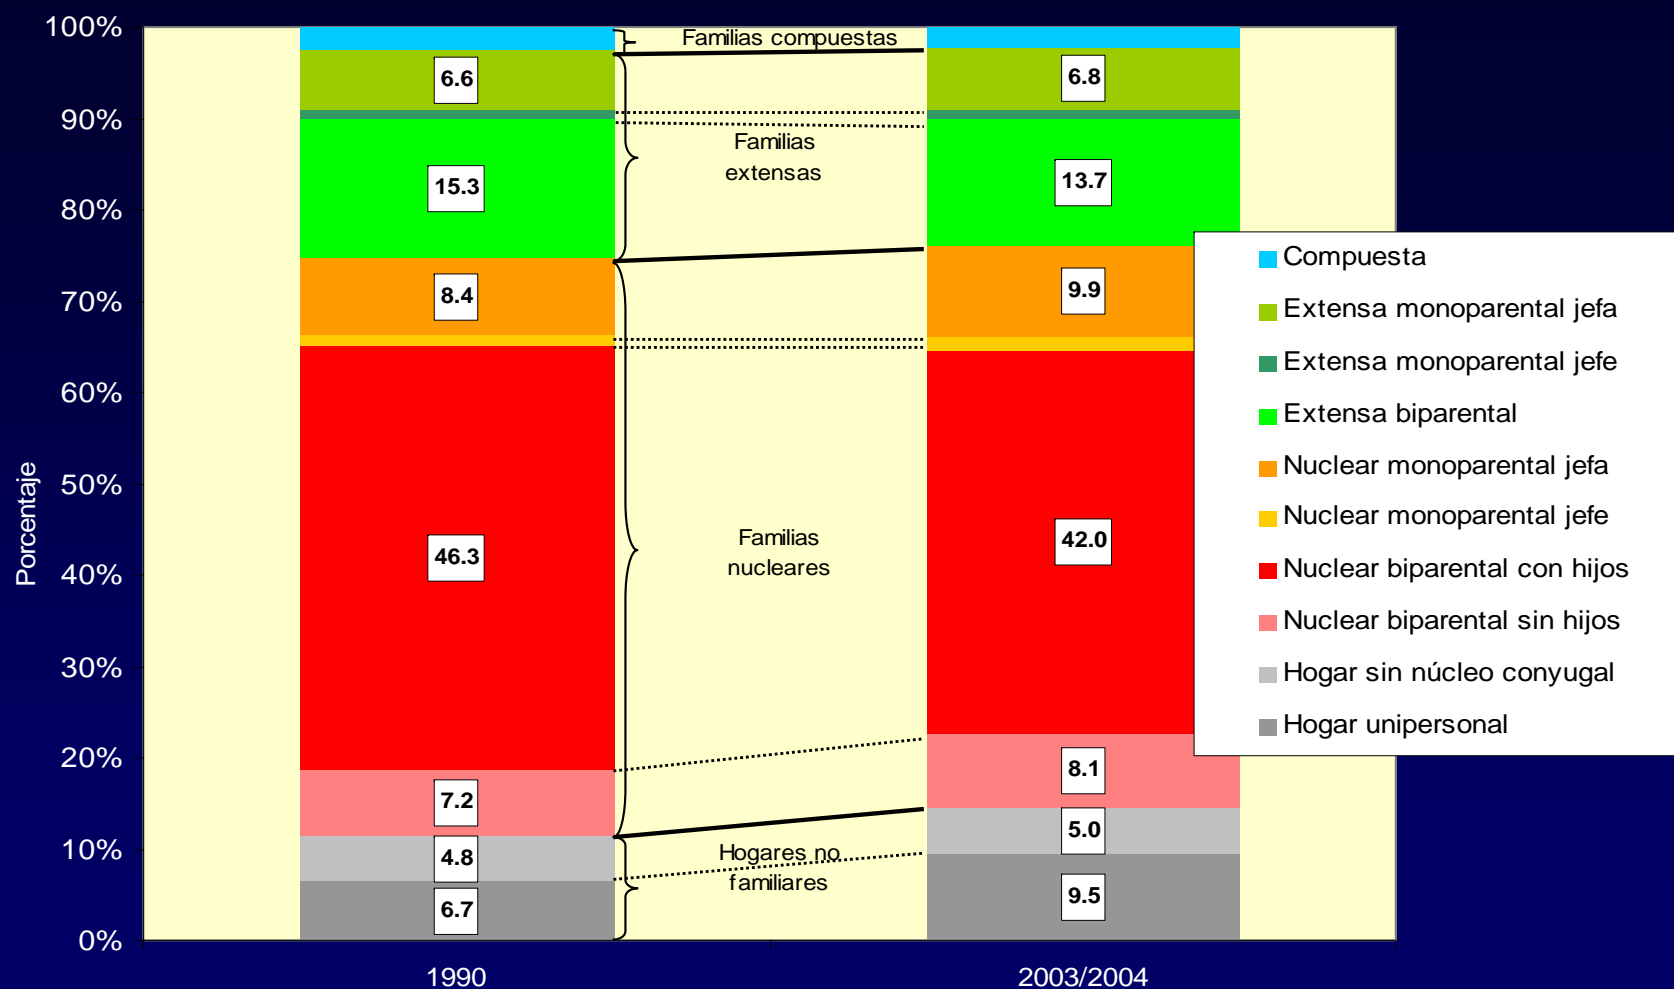 100%
90%
80%
70%
60%
50%
40%
30%
20%
10%
0%
Porcentaje
6.6
15.3
8.4
46.3
7.2
4.8
6.7
Familias compuestas
Familias
extensas
Familias
nucleares
Hogares no
familiares
6.8
13.7
9.9
42.0
8.1
5.0
9.5
Compuesta
Extensa monoparental jefa
Extensa monoparental jefe
Extensa biparental
Nuclear monoparental jefa
Nuclear monoparental jefe
Nuclear biparental con hijos
Nuclear biparental sin hijos
Hogar sin núcleo conyugal
Hogar unipersonal
1990
2003/2004